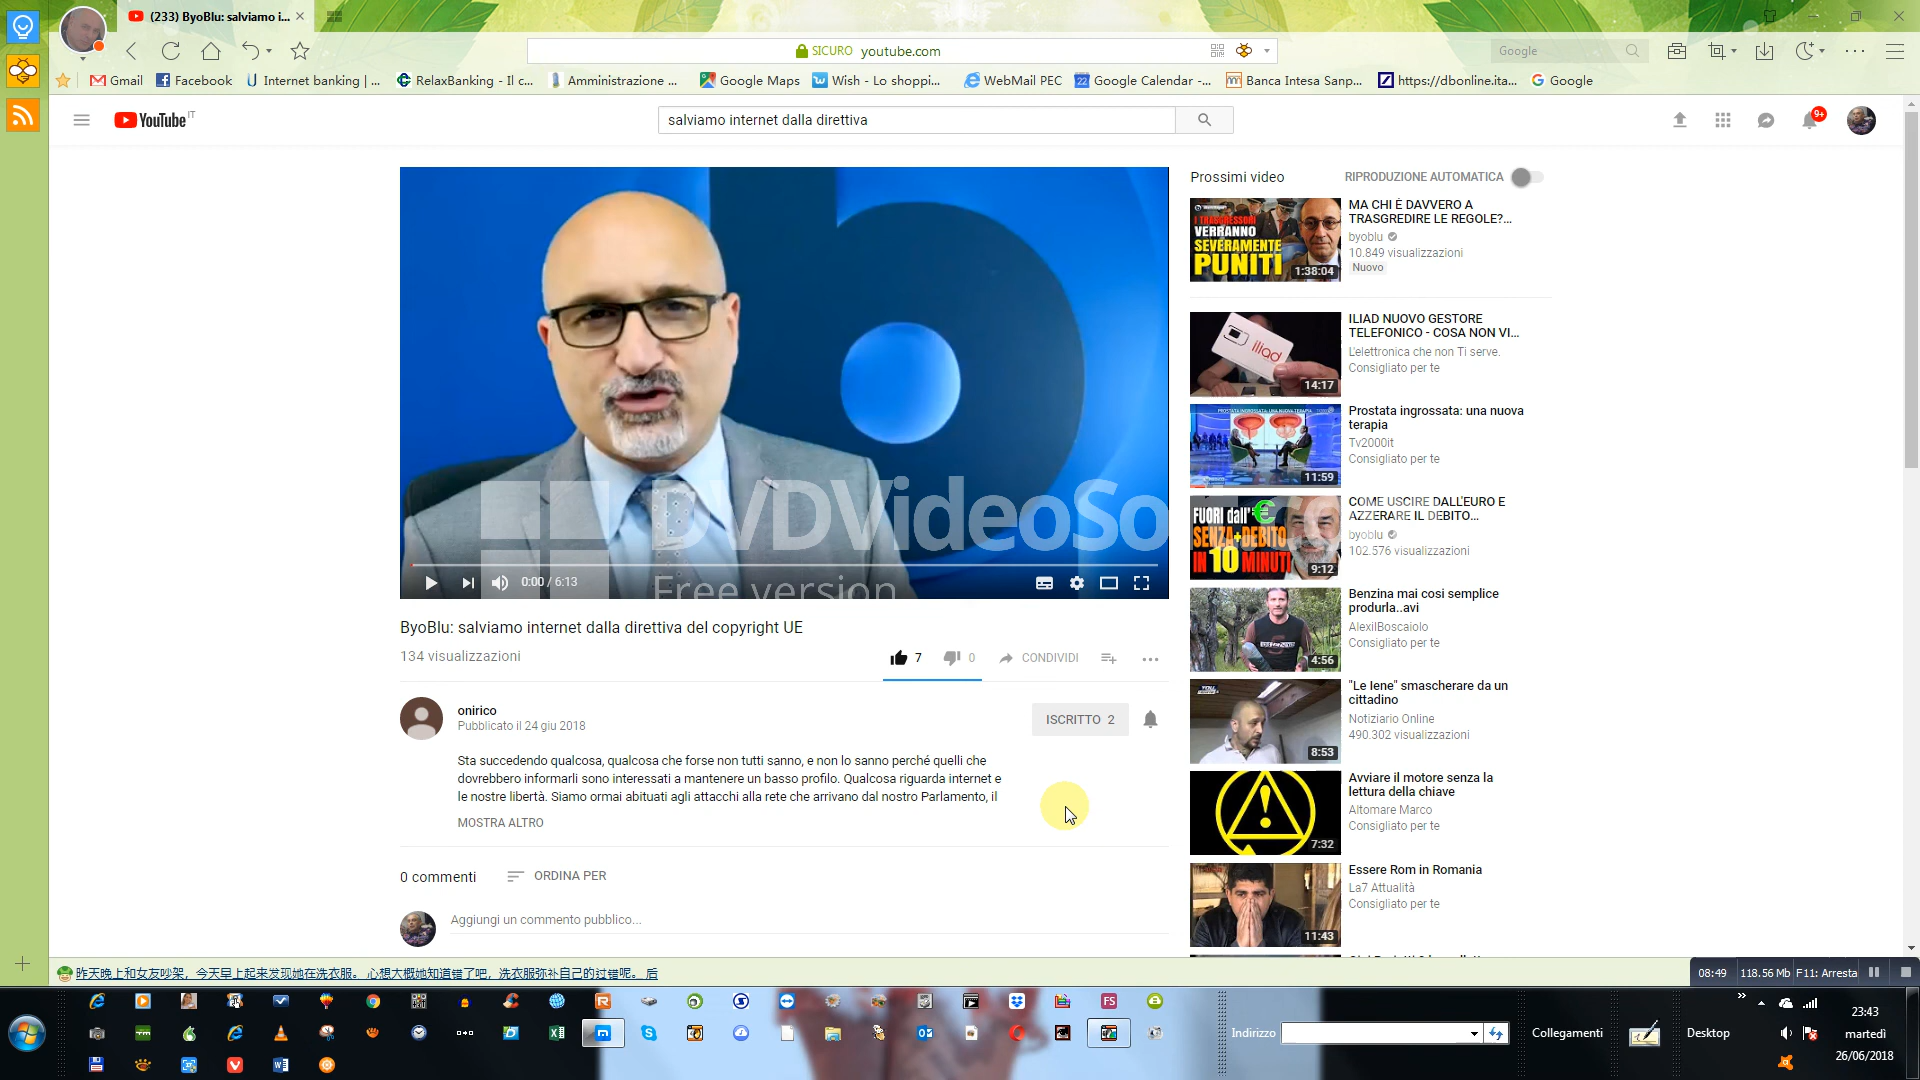 (233) ByoBlu: salviamo i...
SICURO youtube.com
Google
Gmail
Facebook
Internet banking |...
RelaxBanking - Il c...
Amministrazione ...
Google Maps
Wish - Lo shoppi...
WebMail PEC
Google Calendar -...
Banca Intesa Sanp...
https://dbonline.ita...
Google
YouTube IT
salviamo internet dalla direttiva
9+
DVDVideoSo
Free version
0:00 / 6:13
ByoBlu: salviamo internet dalla direttiva del copyright UE
134 visualizzazioni
7
0
CONDIVIDI
onirico
Pubblicato il 24 giu 2018
ISCRITTO 2
Sta succedendo qualcosa, qualcosa che forse non tutti sanno, e non lo sanno perché quelli che
dovrebbero informarli sono interessati a mantenere un basso profilo. Qualcosa riguarda internet e
le nostre libertà. Siamo ormai abituati agli attacchi alla rete che arrivano dal nostro Parlamento, il
MOSTRA ALTRO
0 commenti
ORDINA PER
Aggiungi un commento pubblico...
Prossimi video
RIPRODUZIONE AUTOMATICA
I TRASGRESSORI
VERRANNO
SEVERAMENTE
PUNITI
1:38:04
MA CHI È DAVVERO A
TRASGREDIRE LE REGOLE?...
byoblu
10.849 visualizzazioni
Nuovo
iliad
14:17
ILIAD NUOVO GESTORE
TELEFONICO - COSA NON VI...
L'elettronica che non Ti serve.
Consigliato per te
PROSTATA INGROSSATA: UNA NUOVA TERAPIA
11:59
Prostata ingrossata: una nuova
terapia
Tv2000it
Consigliato per te
FUORI dall'€
SENZA+DEBITO
IN 10 MINUTI
9:12
COME USCIRE DALL'EURO E
AZZERARE IL DEBITO...
byoblu
102.576 visualizzazioni
4:56
Benzina mai cosi semplice
produrla..avi
AlexilBoscaiolo
Consigliato per te
8:53
"Le Iene" smascherare da un
cittadino
Notiziario Online
490.302 visualizzazioni
7:32
Avviare il motore senza la
lettura della chiave
Altomare Marco
Consigliato per te
11:43
Essere Rom in Romania
La7 Attualità
Consigliato per te
昨天晚上和女友吵架，今天早上起来发现她在洗衣服。心想大概她知道错了吧，洗衣服弥补自己的过错呢。 后
08:49
118.56 Mb
F11: Arresta
Indirizzo
Collegamenti
Desktop
23:43
martedì
26/06/2018